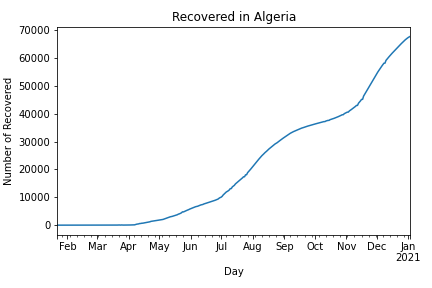 Recovered in Algeria
70000
60000
50000
40000
30000
20000
10000
0
Number of Recovered
Feb Mar Apr May Jun Jul Aug Sep Oct Nov Dec Jan
2021
Day